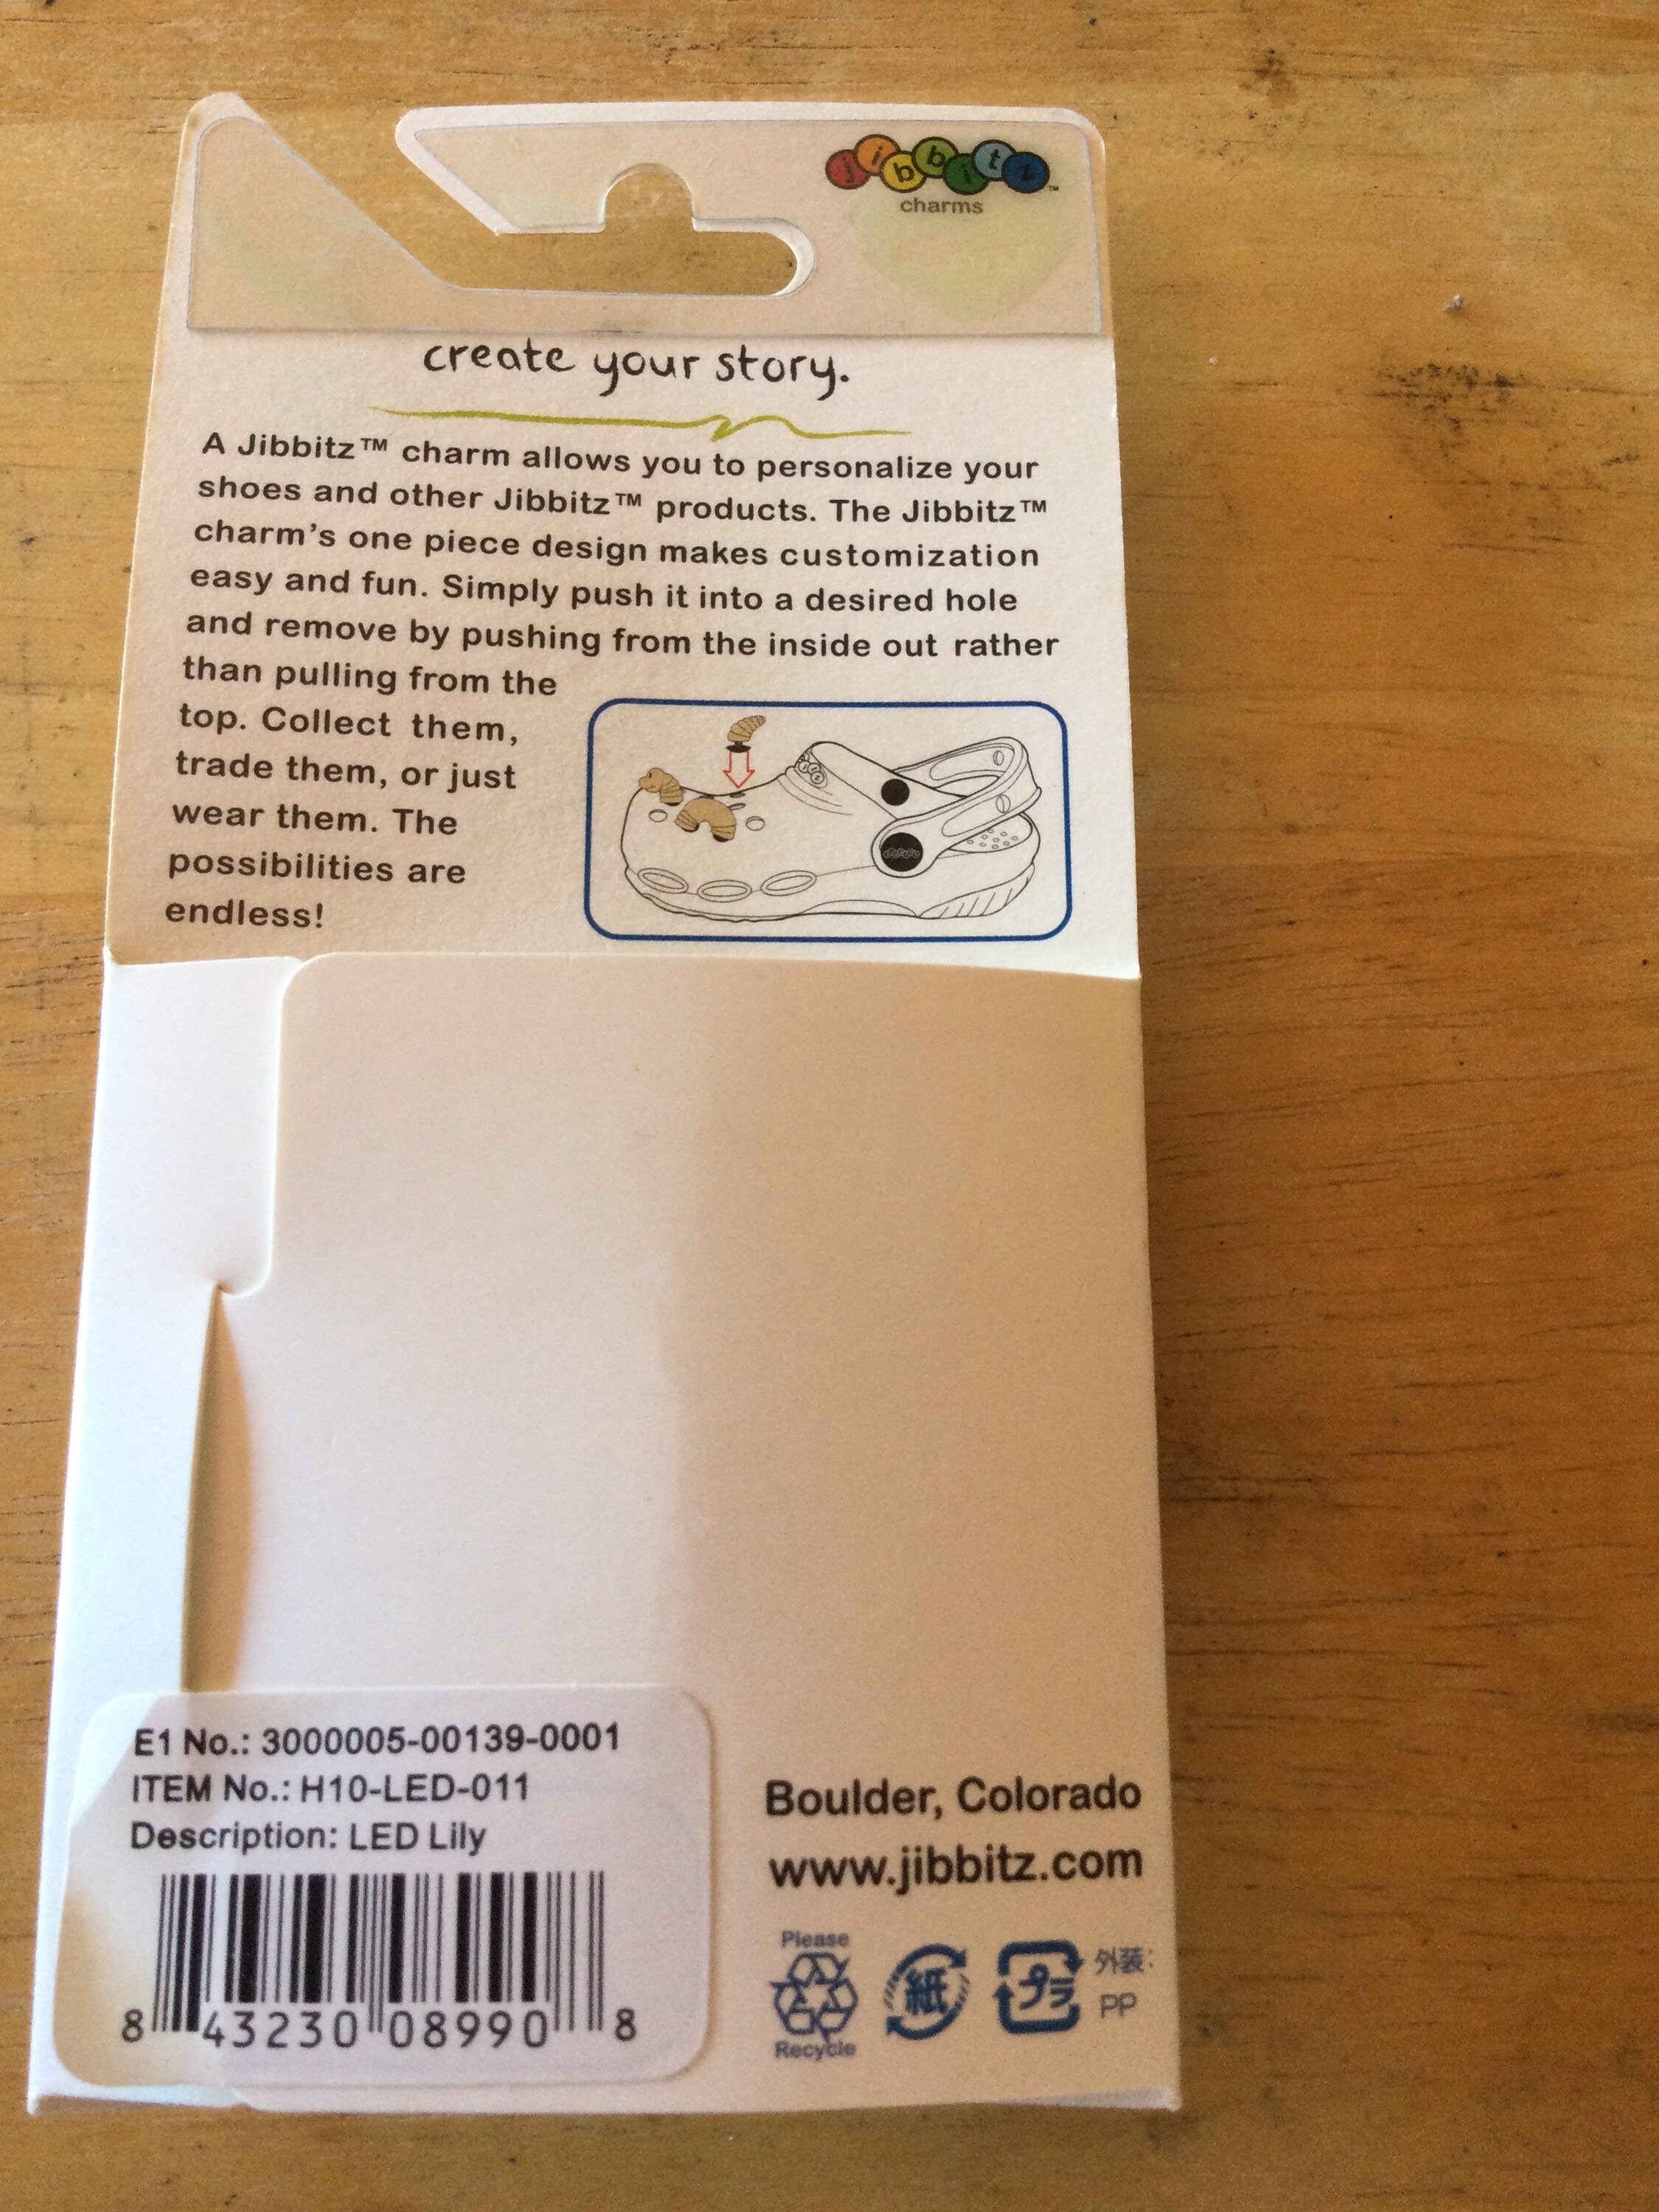 jibbitz™
charms
create your story.
A Jibbitz™ charm allows you to personalize your
shoes and other Jibbitz™ products. The Jibbitz™
charm's one piece design makes customization
easy and fun. Simply push it into a desired hole
and remove by pushing from the inside out rather
than pulling from the
top. Collect them,
trade them, or just
wear them. The
possibilities are
endless!
E1 No.: 3000005-00139-0001
ITEM No.: H10-LED-011
Description: LED Lily
8 43230 08990 8
Boulder, Colorado
www.jibbitz.com
Please
Recycle
紙
プラ
外装:
PP